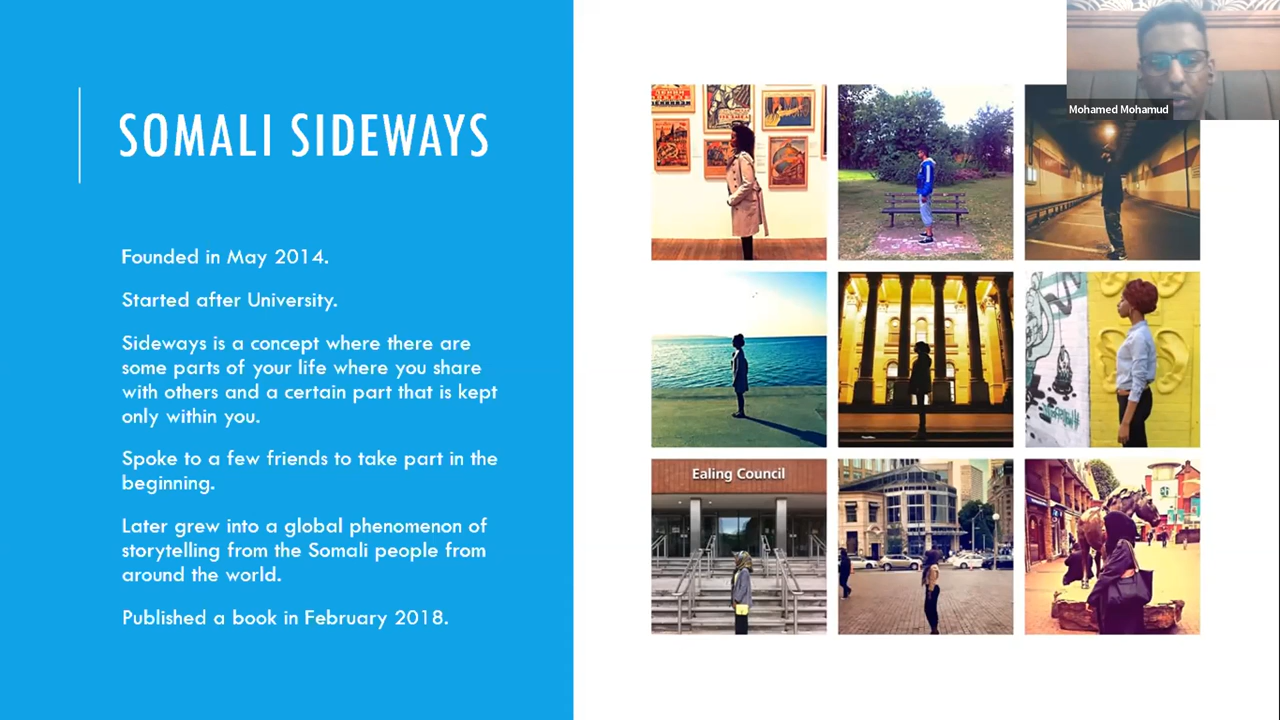 SOMALI SIDEWAYS
Founded in May 2014.
Started after University.
Sideways is a concept where there are
some parts of your life where you share
with others and a certain part that is kept
only within you.
Spoke to a few friends to take part in the
beginning.
Later grew into a global phenomenon of
storytelling from the Somali people from
around the world.
Published a book in February 2018.
Mohamed Mohamud
Ealing Council